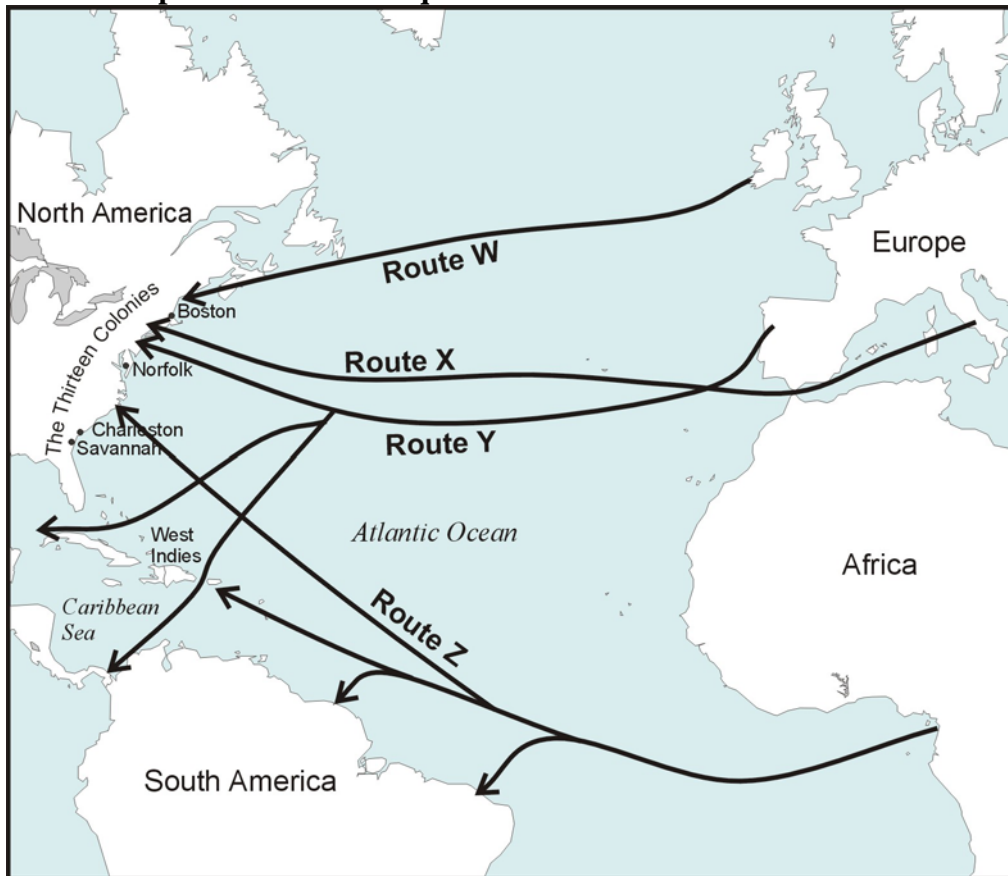 North America
Europe
Route W
The Thirteen Colonies
Boston
Route X
Norfolk
Route Y
Charleston
Savannah
Atlantic Ocean
West
Indies
Africa
Caribbean
Sea
Route Z
South America